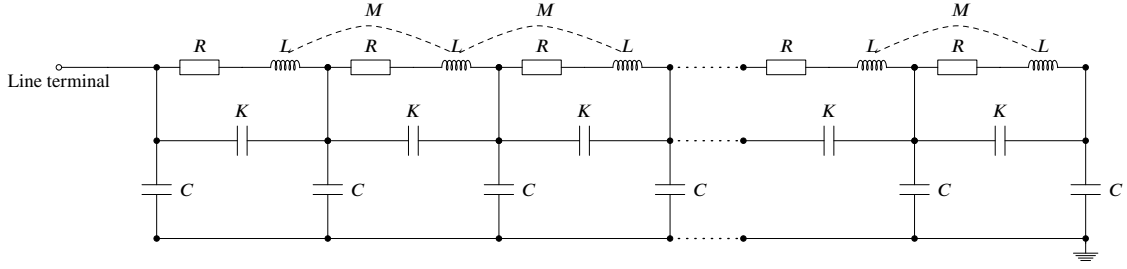 M M M
R L R L R L R L R L
Line terminal
K K K K K
C C C C C C